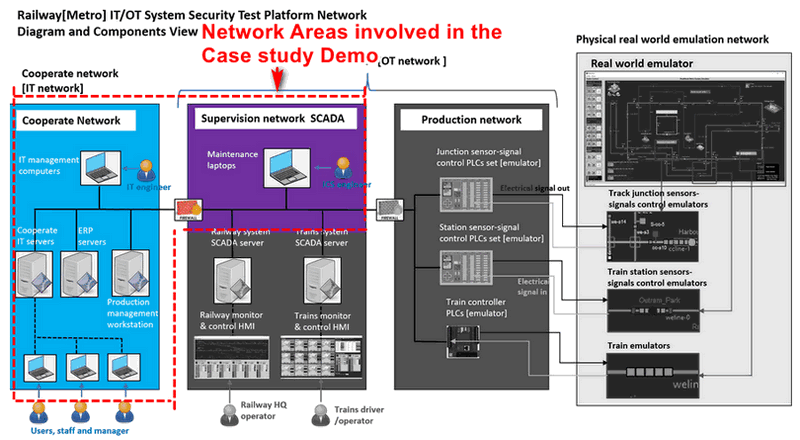 Railway[Metro] IT/OT System Security Test Platform Network
Diagram and Components View
Network Areas involved in the
Case study Demo
OT network ]
Cooperate network
[IT network]
Physical real world emulation network
Real world emulator
Cooperate Network
IT management
computers
IT engineer
FIREWALL
Cooperate
IT servers
ERP
servers
Production
management
workstation
Users, staff and manager
Supervision network SCADA
Maintenance
laptops
engineer
FIREWALL
Railway system
SCADA server
Trains system
SCADA server
Railway monitor
& control HMI
Trains monitor
& control HMI
Railway HQ
operator
Trains driver
/operator
Production network
Junction sensor-signal
control PLCs set [emulator]
Electrical signal out
Station sensor-signal
control PLCs set [emulator]
Electrical
signal in
Train controller
PLCs [emulator]
Track junction sensors-
signals control emulators
Harbo
ccline-1
Train station sensors-
signals control emulators
Outram_Park
weline-0
Train emulators
welin